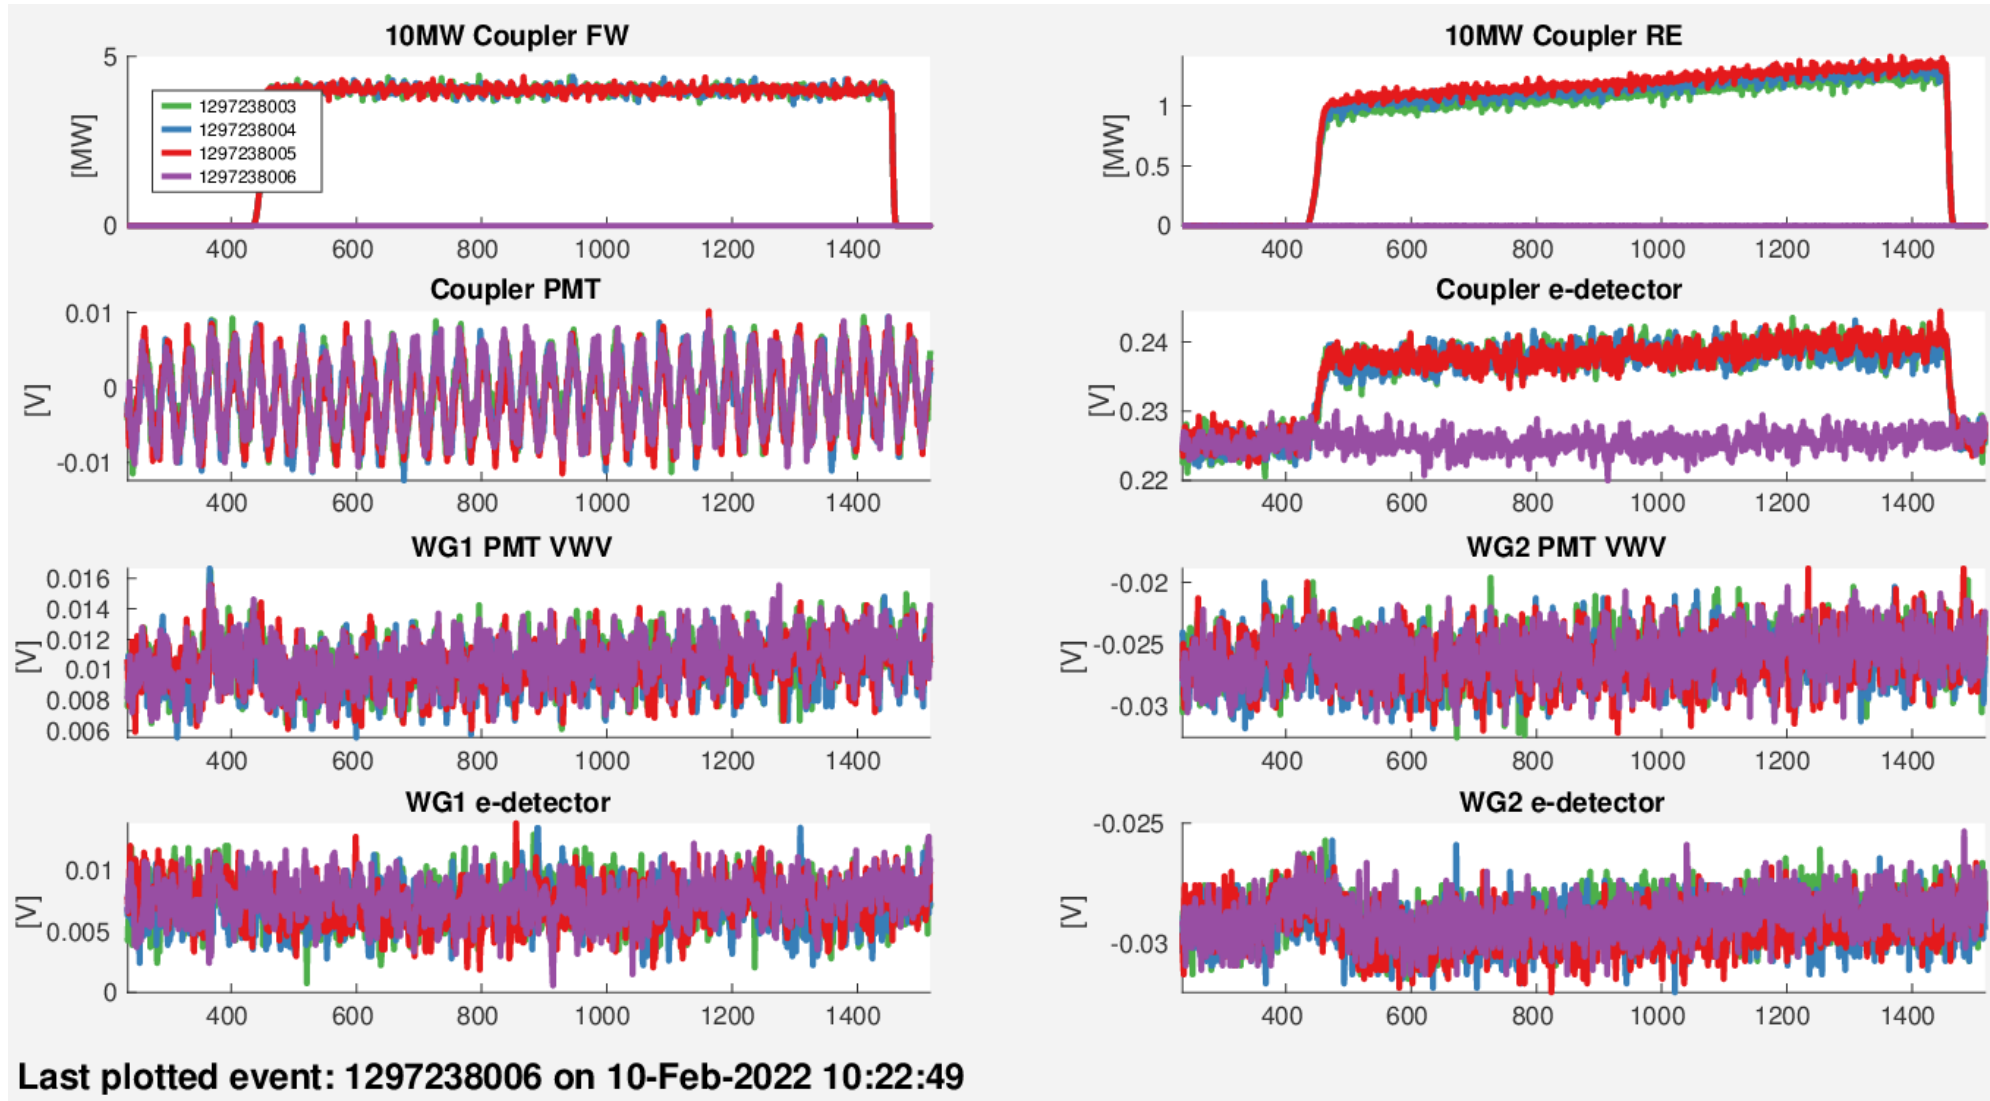 10MW Coupler FW
5
[MW]
0
1297238003
1297238004
1297238005
1297238006
400 600 800 1000 1200 1400
10MW Coupler RE
1
[MW]
0.5
0
400 600 800 1000 1200 1400
Coupler PMT
0.01
0
[V]
-0.01
400 600 800 1000 1200 1400
Coupler e-detector
0.24
[V]
0.23
0.22
400 600 800 1000 1200 1400
WG1 PMT VWV
0.016
0.014
0.012
[V]
0.01
0.008
0.006
400 600 800 1000 1200 1400
WG2 PMT VWV
-0.02
[V]
-0.025
-0.03
400 600 800 1000 1200 1400
WG1 e-detector
0.01
[V]
0.005
0
400 600 800 1000 1200 1400
WG2 e-detector
-0.025
[V]
-0.03
400 600 800 1000 1200 1400
Last plotted event: 1297238006 on 10-Feb-2022 10:22:49